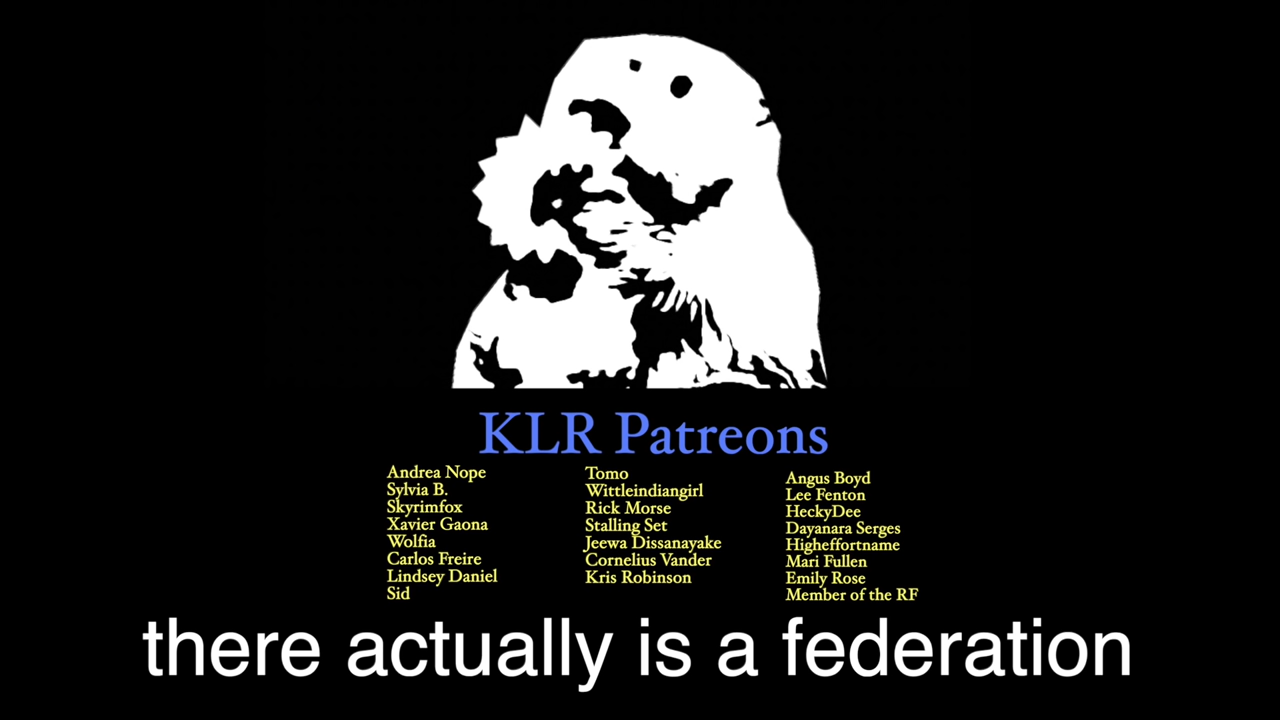 KLR Patreons
Andrea Nope
Sylvia B.
Skyrimfox
Xavier Gaona
Wolfia
Carlos Freire
Lindsey Daniel
Sid
Tomo
Wittleindiangirl
Rick Morse
Stalling Set
Jeewa Dissanayake
Cornelius Vander
Kris Robinson
Angus Boyd
Lee Fenton
HeckyDee
Dayanara Serges
Higheffortname
Mari Fullen
Emily Rose
Member of the RF
there actually is a federation